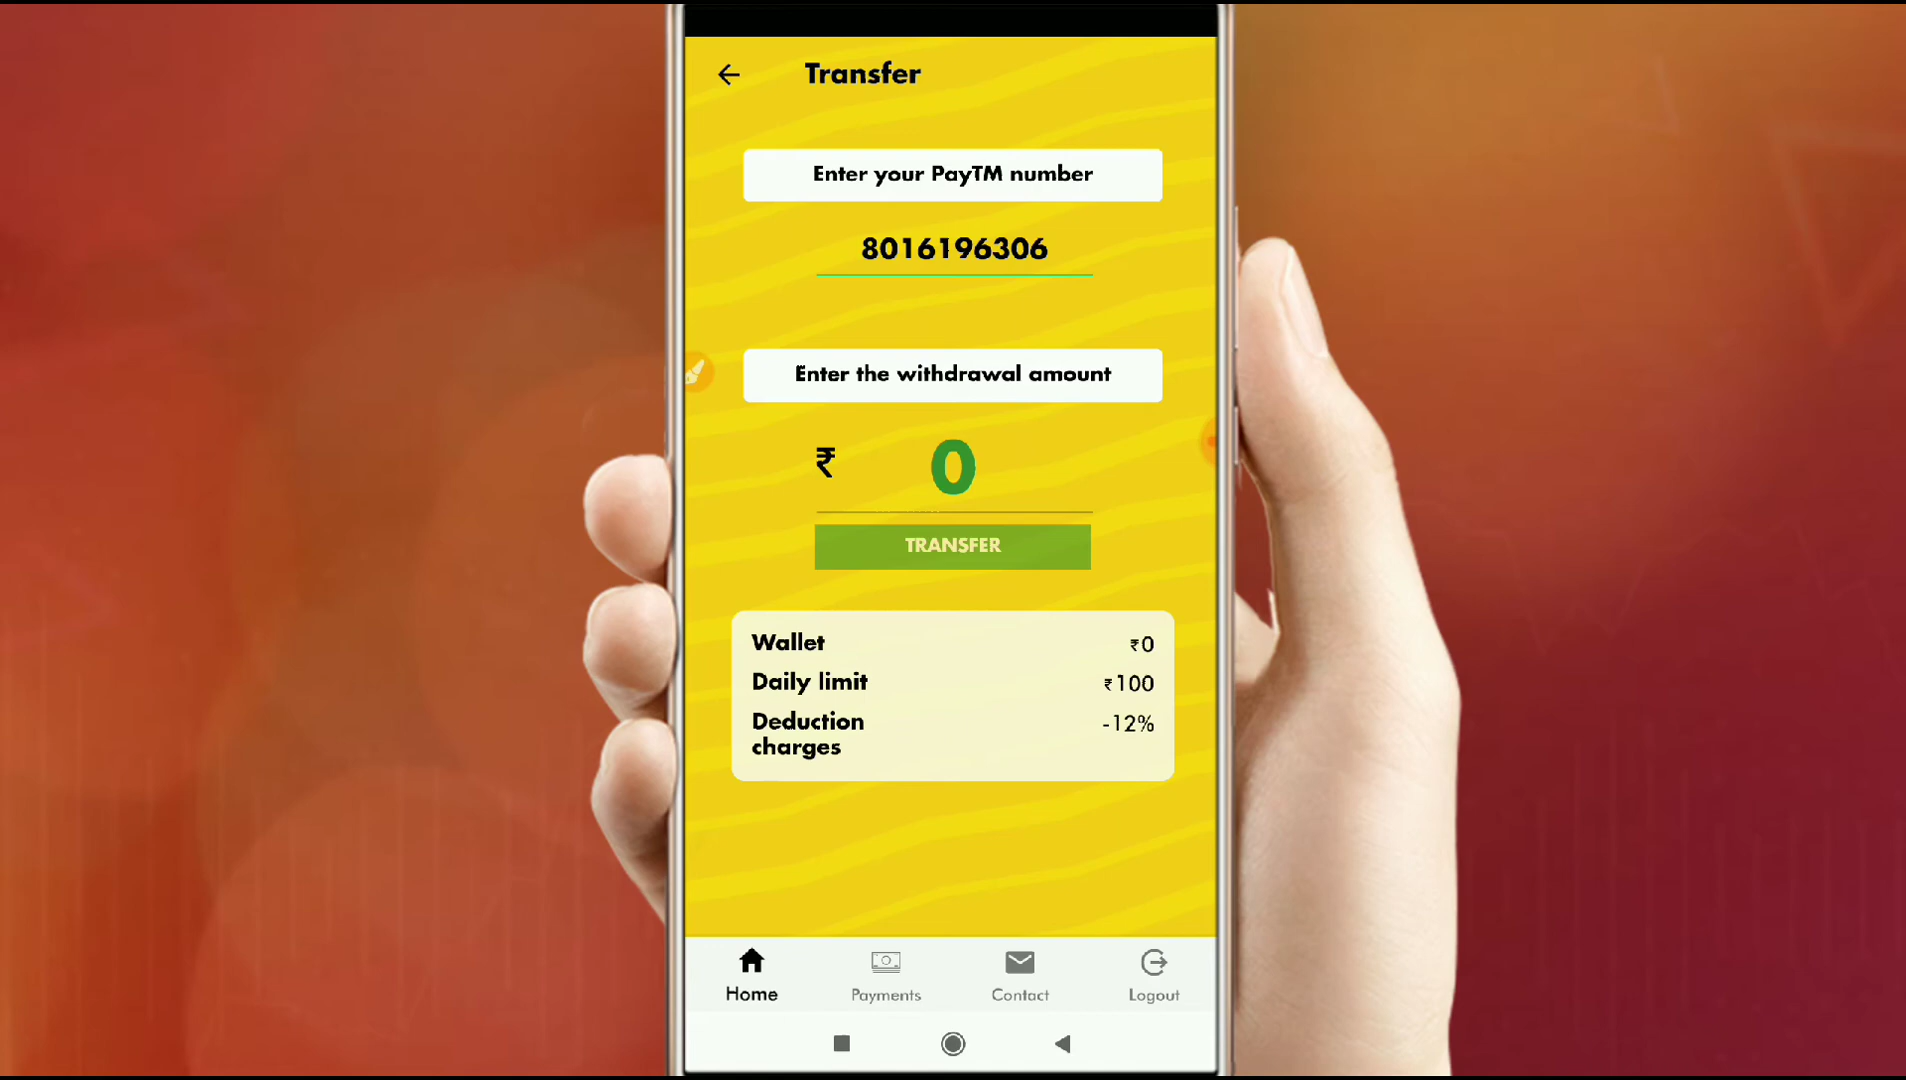 Transfer
Enter your PayTM number
8016196306
Enter the withdrawal amount
₹ 0
TRANSFER
Wallet ₹0
Daily limit ₹100
Deduction charges -12%
Home Payments Contact Logout